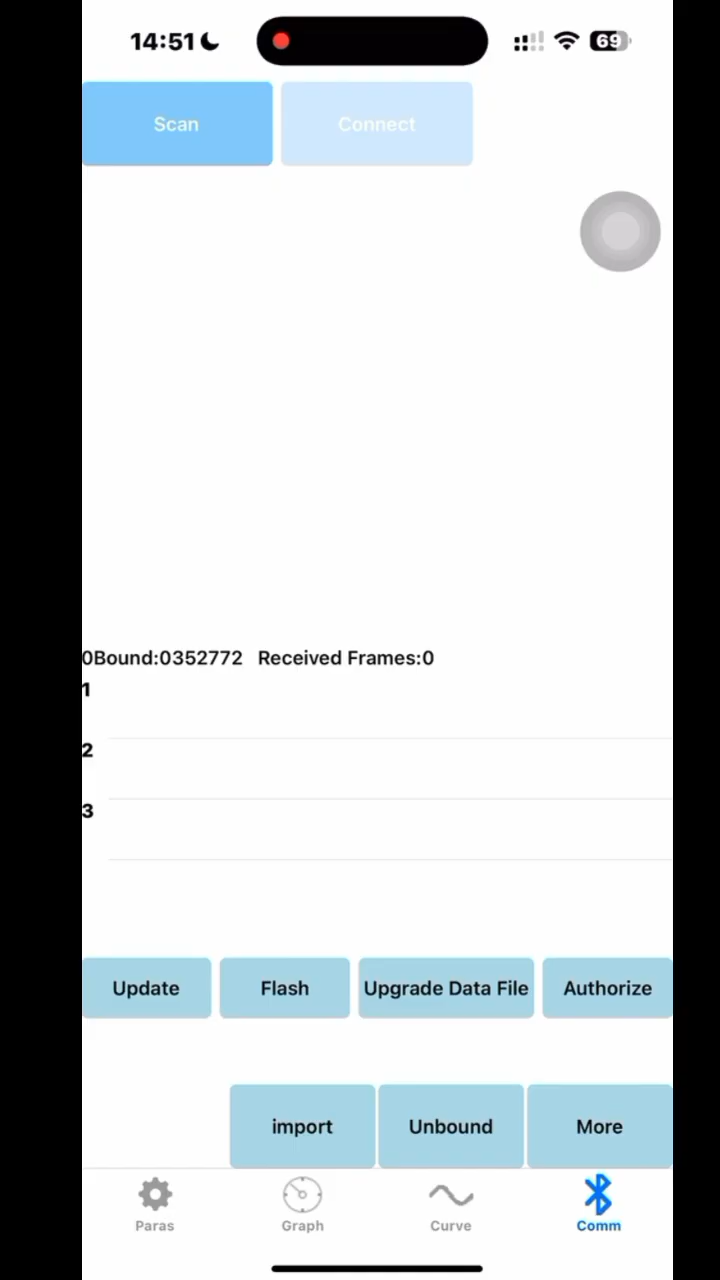 14:51
69
Scan
Connect
0Bound:0352772 Received Frames:0
1
2
3
Update
Flash
Upgrade Data File
Authorize
import
Unbound
More
Paras
Graph
Curve
Comm